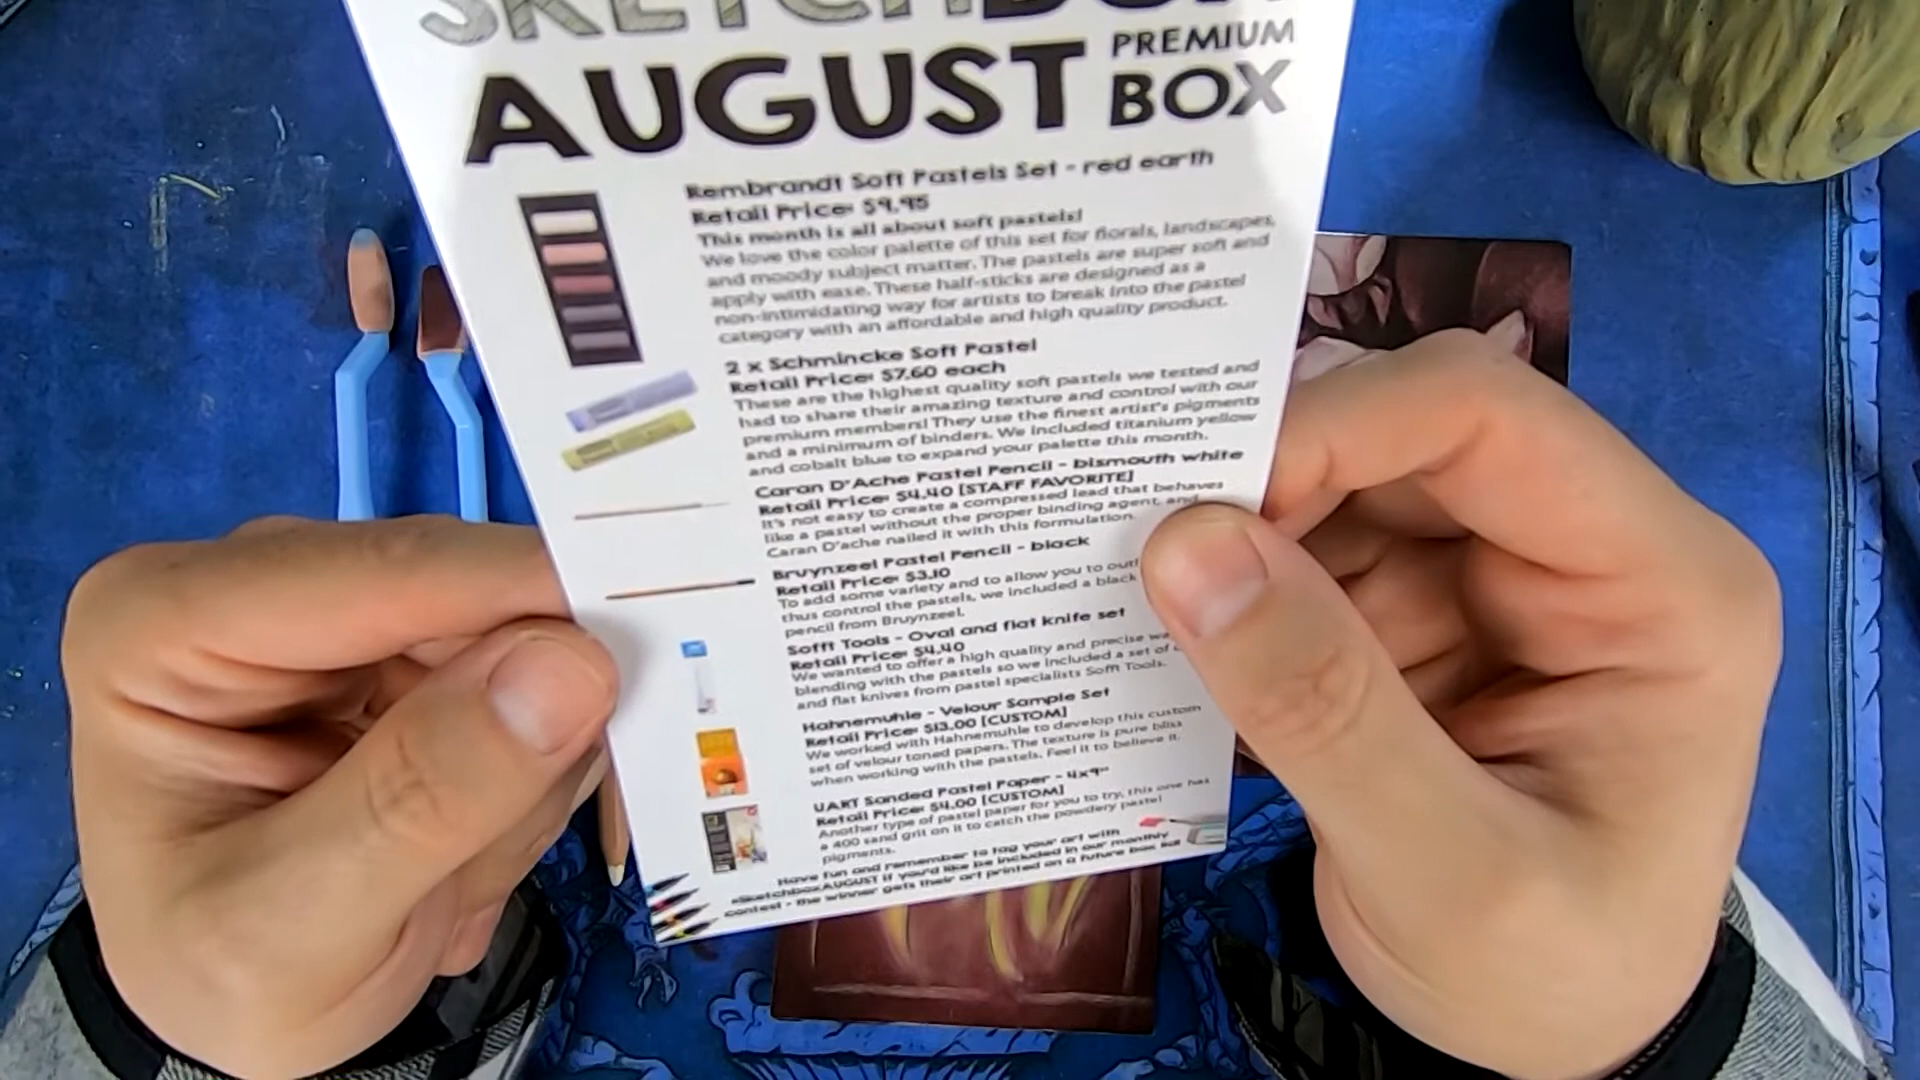 SKETCHBOX
AUGUST PREMIUM BOX
Rembrandt Soft Pastels Set - red earth
Retail Price: $9.95
This month is all about soft pastels!
We love the color palette of this set for florals, landscapes,
and moody subject matter. The pastels are super soft and
apply with ease. These half-sticks are designed as a
non-intimidating way for artists to break into the pastel
category with an affordable and high quality product.
2 x Schmincke Soft Pastel
Retail Price: $7.60 each
These are the highest quality soft pastels we tested and
had to share their amazing texture and control with our
premium members! They use the finest artist's pigments
and a minimum of binders. We included titanium yellow
and cobalt blue to expand your palette this month.
Caran D'Ache Pastel Pencil - bismouth white
Retail Price: $4.40 [STAFF FAVORITE]
It's not easy to create a compressed lead that behaves
like a pastel without the proper binding agent, and
Caran D'ache nailed it with this formulation.
Bruynzeel Pastel Pencil - black
Retail Price: $3.10
To add some variety and to allow you to outl
thus control the pastels, we included a black
pencil from Bruynzeel.
Sofft Tools - Oval and flat knife set
Retail Price: $4.40
We wanted to offer a high quality and precise wa
blending with the pastels so we included a set of
and flat knives from pastel specialists Sofft Tools.
Hahnemuhle - Velour Sample Set
Retail Price: $13.00 [CUSTOM]
We worked with Hahnemuhle to develop this custom
set of velour toned papers. The texture is pure bliss
when working with the pastels. Feel it to believe it.
UART Sanded Pastel Paper - 4x9"
Retail Price: $4.00 [CUSTOM]
Another type of pastel paper for you to try, this one has
a 400 sand grit on it to catch the powdery pastel
pigments.
Have fun and remember to tag your art with
#SketchboxAUGUST if you'd like be included in our monthly
contest - the winner gets their art printed on a future box lid!